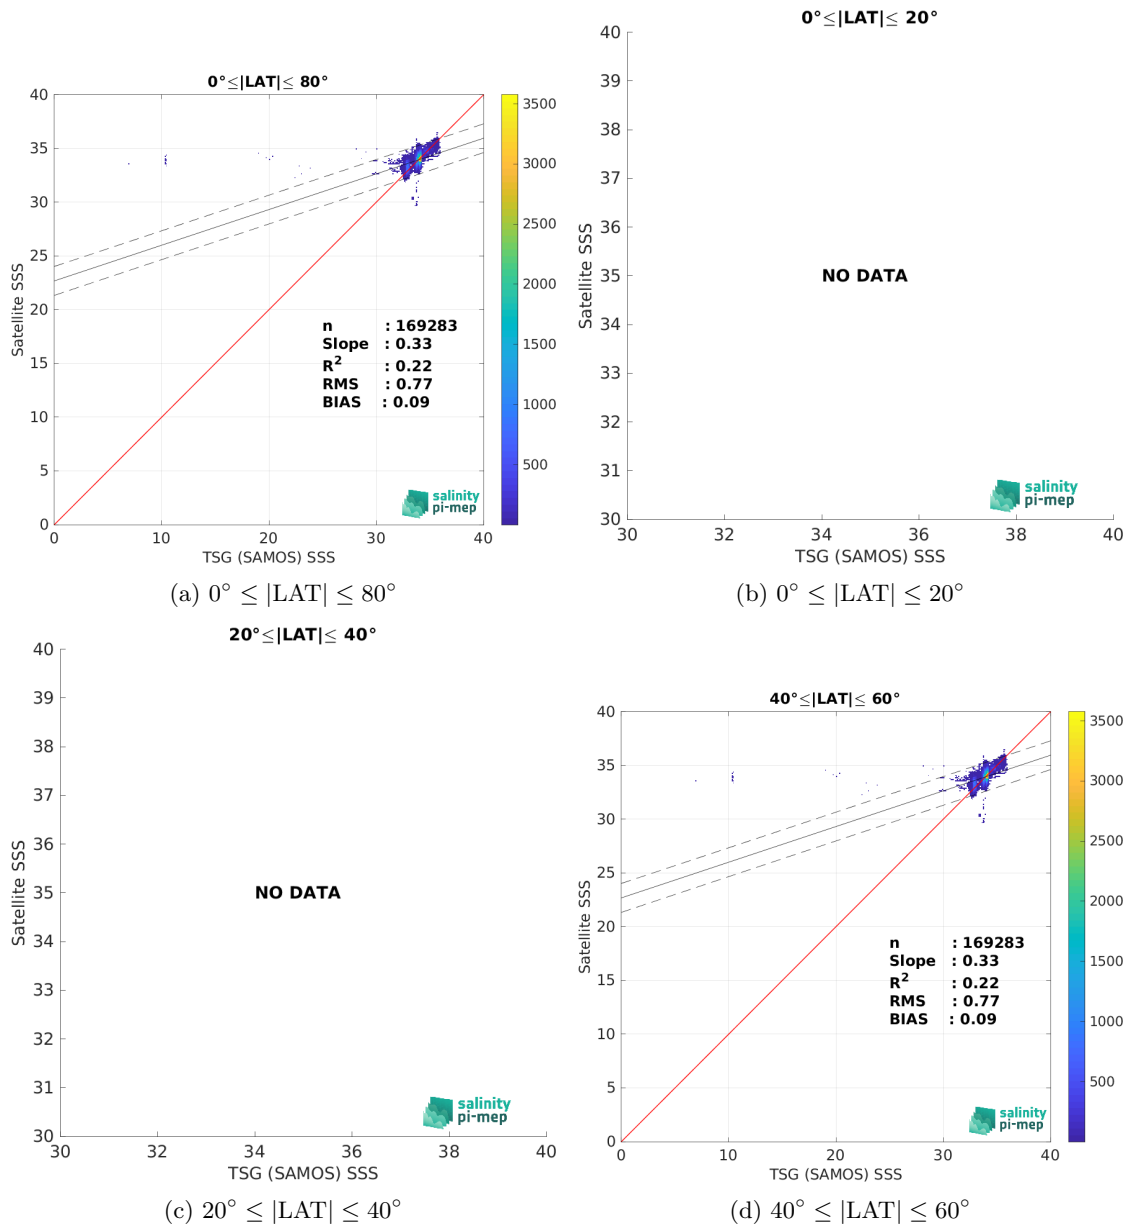 0°≤|LAT|≤ 80°
40
35
30
25
20
15
10
5
0
Satellite SSS
n : 169283
Slope : 0.33
R² : 0.22
RMS : 0.77
BIAS : 0.09
salinity
pi-mep
0 10 20 30 40
TSG (SAMOS) SSS
3500
3000
2500
2000
1500
1000
500
(a) 0° ≤ |LAT| ≤ 80°
0°≤|LAT|≤ 20°
40
39
38
37
36
35
34
33
32
31
30
Satellite SSS
NO DATA
salinity
pi-mep
30 32 34 36 38 40
TSG (SAMOS) SSS
(b) 0° ≤ |LAT| ≤ 20°
20°≤|LAT|≤ 40°
40
39
38
37
36
35
34
33
32
31
30
Satellite SSS
NO DATA
salinity
pi-mep
30 32 34 36 38 40
TSG (SAMOS) SSS
(c) 20° ≤ |LAT| ≤ 40°
40°≤|LAT|≤ 60°
40
35
30
25
20
15
10
5
0
Satellite SSS
n : 169283
Slope : 0.33
R² : 0.22
RMS : 0.77
BIAS : 0.09
salinity
pi-mep
0 10 20 30 40
TSG (SAMOS) SSS
3500
3000
2500
2000
1500
1000
500
(d) 40° ≤ |LAT| ≤ 60°